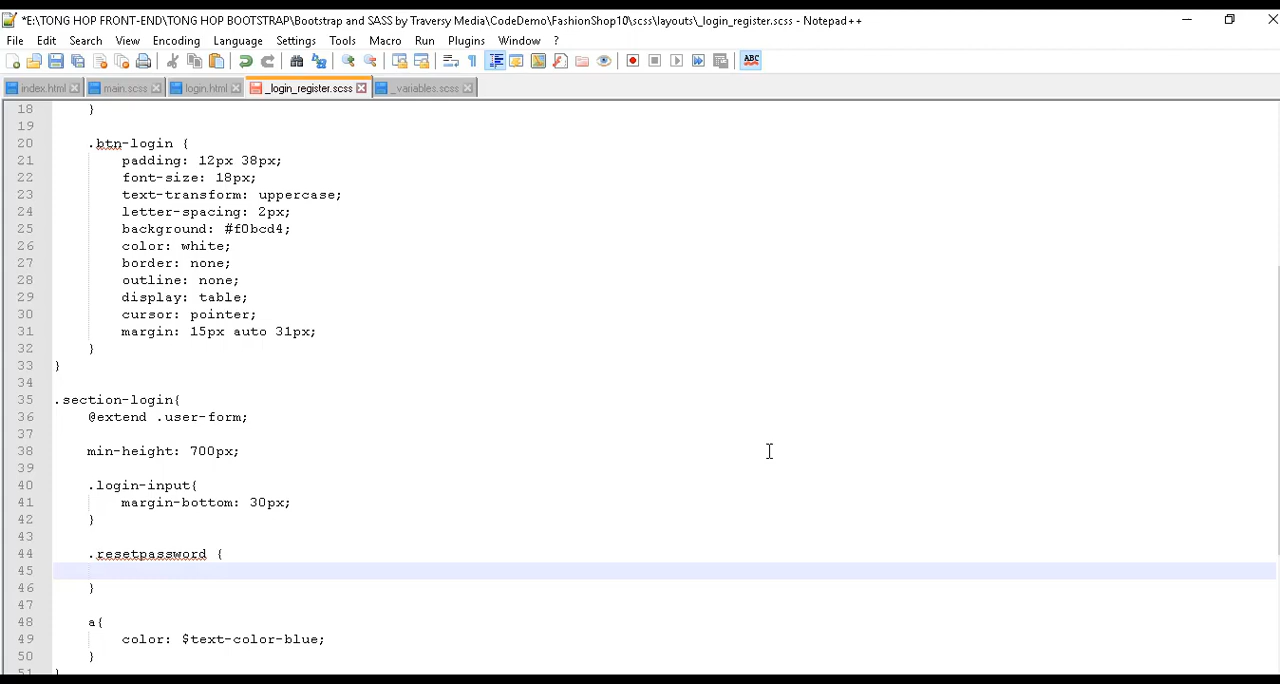 *E:\TONG HOP FRONT-END\TONG HOP BOOTSTRAP\Bootstrap and SASS by Traversy Media\CodeDemo\FashionShop10\scss\layouts\_login_register.scss - Notepad++
File Edit Search View Encoding Language Settings Tools Macro Run Plugins Window ?
ABC
index.html main.scss login.html _login_register.scss _variables.scss
18 }
19
20 .btn-login {
21 padding: 12px 38px;
22 font-size: 18px;
23 text-transform: uppercase;
24 letter-spacing: 2px;
25 background: #f0bcd4;
26 color: white;
27 border: none;
28 outline: none;
29 display: table;
30 cursor: pointer;
31 margin: 15px auto 31px;
32 }
33 }
34
35 .section-login{
36 @extend .user-form;
37
38 min-height: 700px;
39
40 .login-input{
41 margin-bottom: 30px;
42 }
43
44 .resetpassword {
45
46 }
47
48 a{
49 color: $text-color-blue;
50 }
51 }